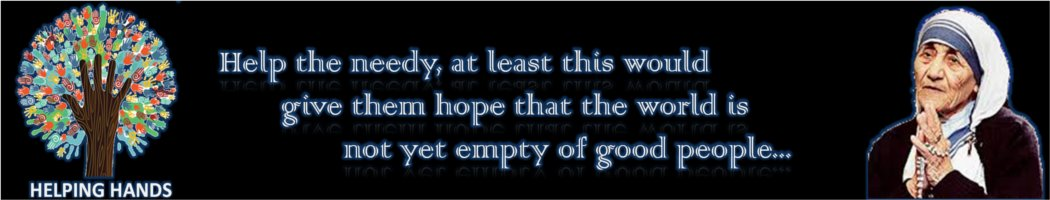 Help the needy, at least this would
give them hope that the world is
not yet empty of good people...
HELPING HANDS